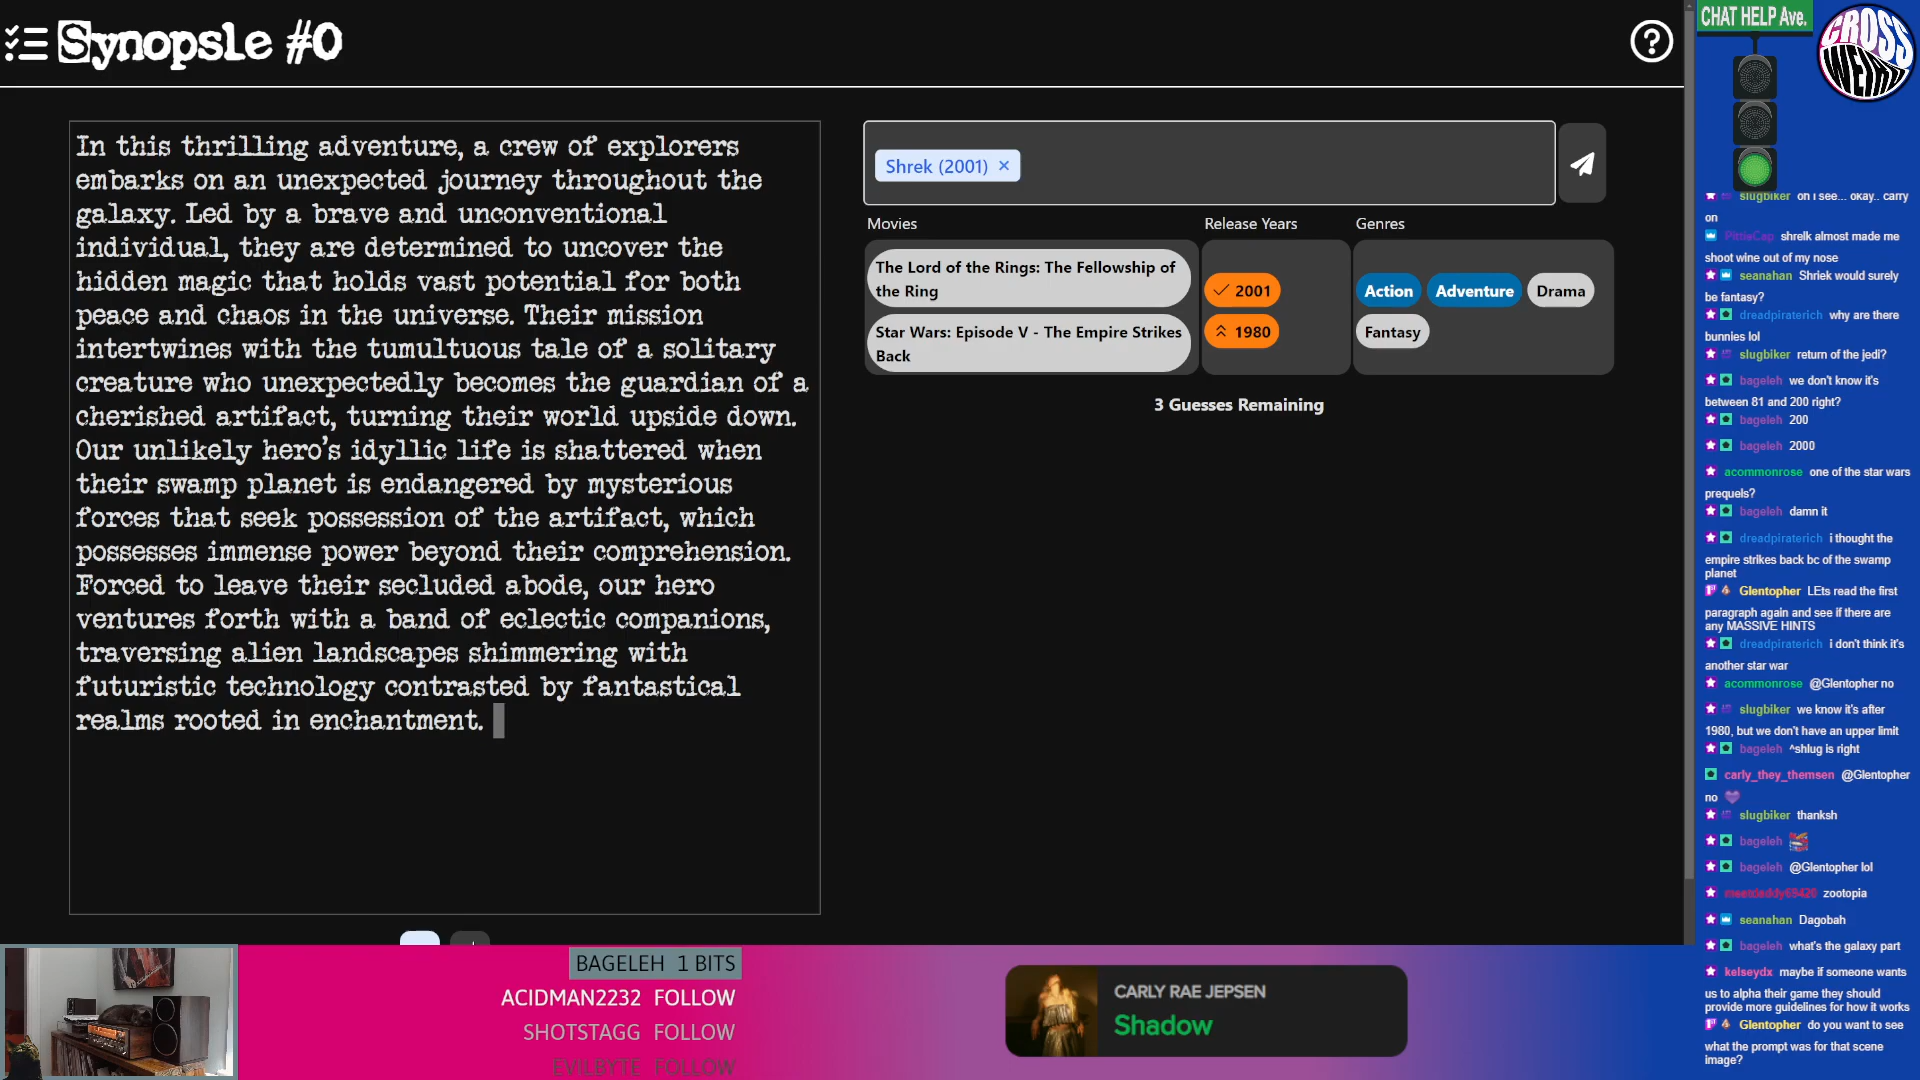 Synopsle #0
CHAT HELP Ave.
CROSS
WEIRD
In this thrilling adventure, a crew of explorers
embarks on an unexpected journey throughout the
galaxy. Led by a brave and unconventional
individual, they are determined to uncover the
hidden magic that holds vast potential for both
peace and chaos in the universe. Their mission
intertwines with the tumultuous tale of a solitary
creature who unexpectedly becomes the guardian of a
cherished artifact, turning their world upside down.
Our unlikely hero's idyllic life is shattered when
their swamp planet is endangered by mysterious
forces that seek possession of the artifact, which
possesses immense power beyond their comprehension.
Forced to leave their secluded abode, our hero
ventures forth with a band of eclectic companions,
traversing alien landscapes shimmering with
futuristic technology contrasted by fantastical
realms rooted in enchantment.
Shrek (2001) ×
Movies Release Years Genres
The Lord of the Rings: The Fellowship of
the Ring
Star Wars: Episode V - The Empire Strikes
Back
2001
1980
Action Adventure Drama
Fantasy
3 Guesses Remaining
slugbiker oh i see... okay.. carry
on
PittieCap shrelk almost made me
shoot wine out of my nose
seanahan Shriek would surely
be fantasy?
dreadpiraterich why are there
bunnies lol
slugbiker return of the jedi?
bageleh we don't know it's
between 81 and 200 right?
bageleh 200
bageleh 2000
acommonrose one of the star wars
prequels?
bageleh damn it
dreadpiraterich i thought the
empire strikes back bc of the swamp
planet
Glentopher LEts read the first
paragraph again and see if there are
any MASSIVE HINTS
dreadpiraterich i don't think it's
another star war
acommonrose @Glentopher no
slugbiker we know it's after
1980, but we don't have an upper limit
bageleh ^shlug is right
carly_they_themsen @Glentopher
no
slugbiker thanksh
bageleh
bageleh @Glentopher lol
zootopia
seanahan Dagobah
bageleh what's the galaxy part
kelseydx maybe if someone wants
us to alpha their game they should
provide more guidelines for how it works
Glentopher do you want to see
what the prompt was for that scene
image?
BAGELEH 1 BITS
ACIDMAN2232 FOLLOW
SHOTSTAGG FOLLOW
EVILBYTE FOLLOW
CARLY RAE JEPSEN
Shadow